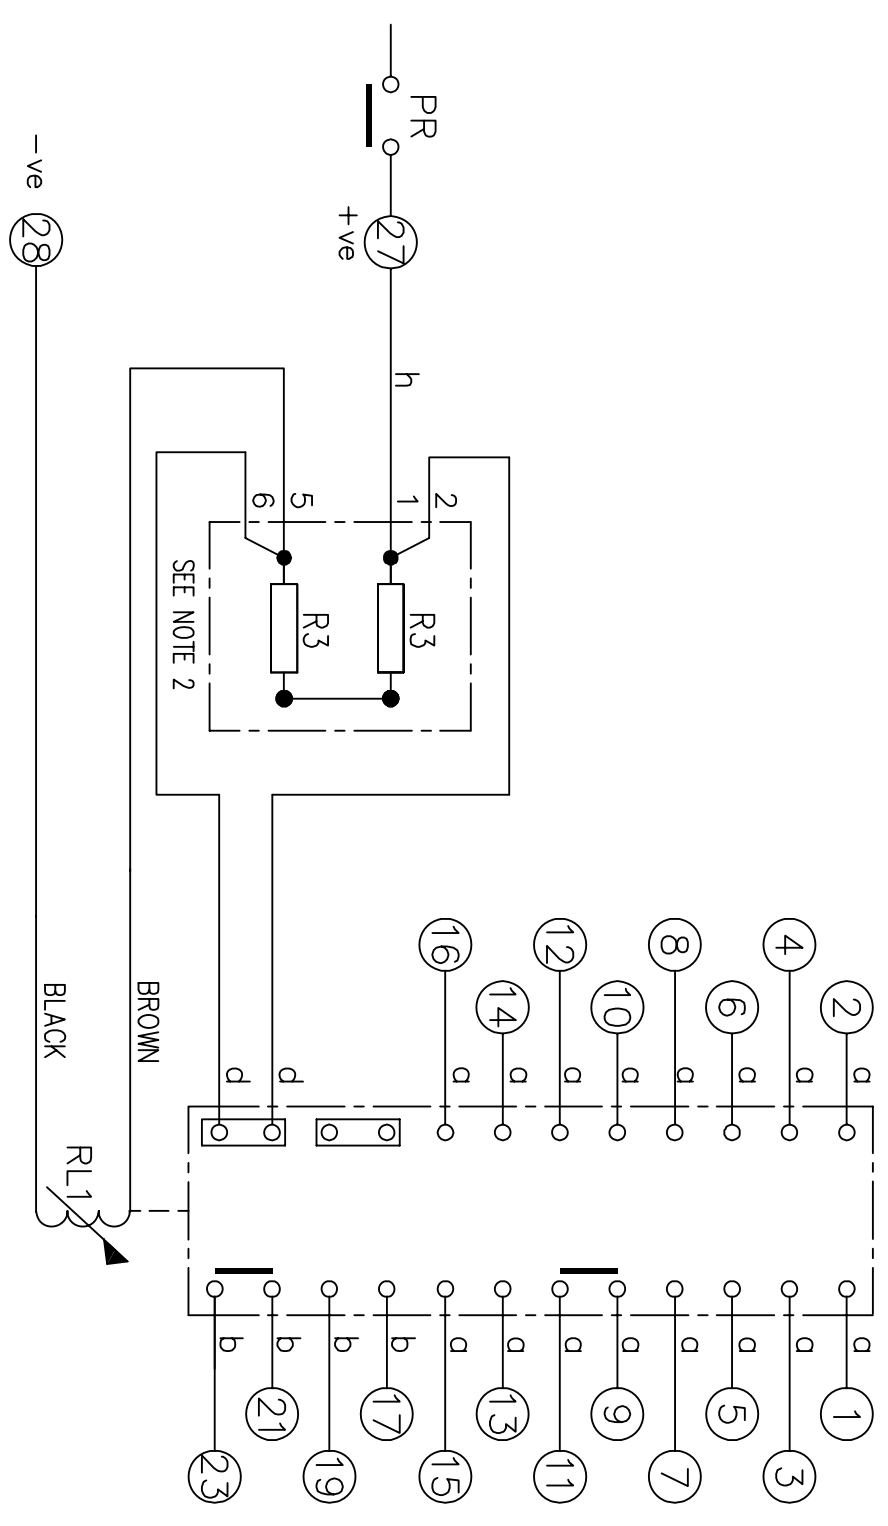 2 a a 1
4 a a 3
6 a a 5
8 a a 7
10 a a 9
12 a a 11
14 a a 13
16 a a 15
2
PR
R3
h
1
27
b 17
+ve
b 19
R3
5
d
b 21
6
d
b 23
SEE NOTE 2
BROWN
RL1
BLACK
-ve 28